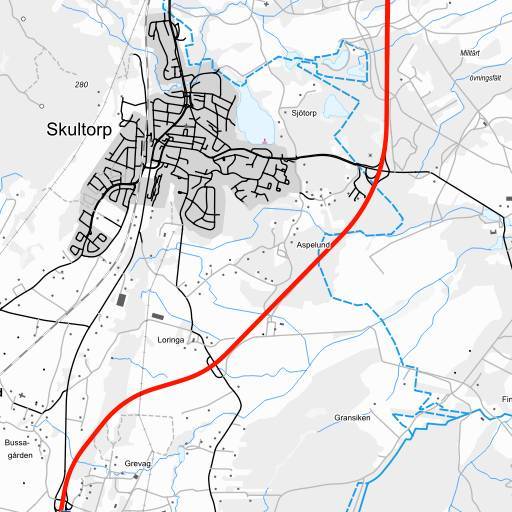 Militärt
övningsfält
280
Sjötorp
Skultorp
Aspelund
Loringa
Fin
Gransiken
Bussa-
gården
Grevag